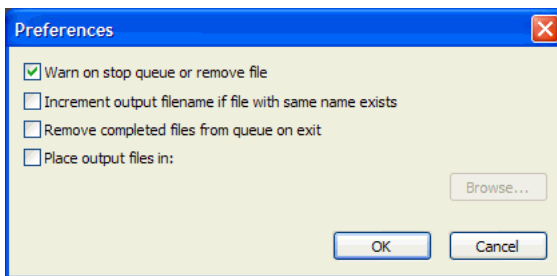 Preferences
Warn on stop queue or remove file
Increment output filename if file with same name exists
Remove completed files from queue on exit
Place output files in:
Browse...
OK Cancel